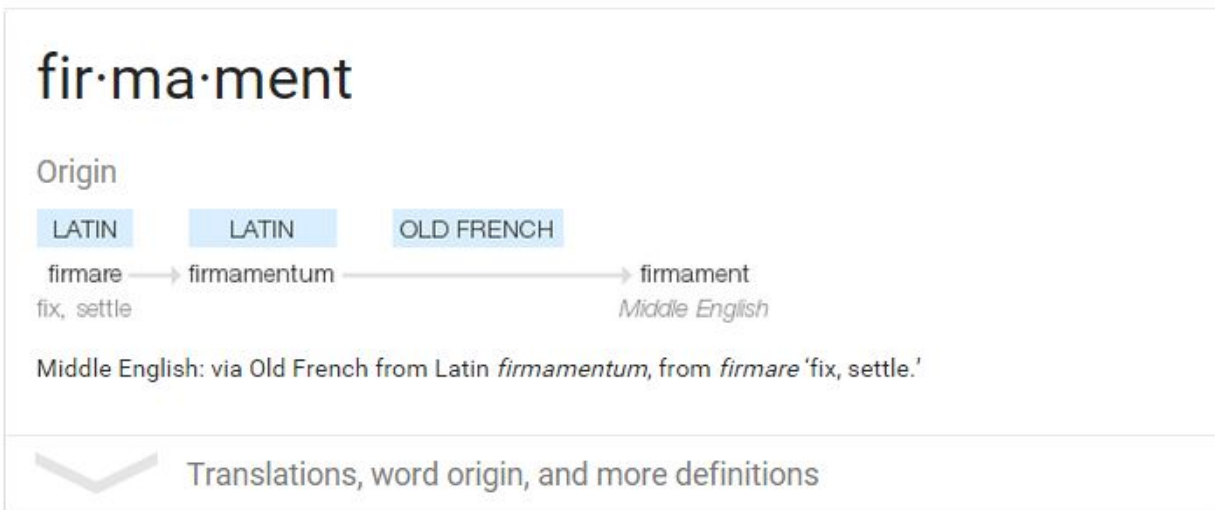 fir·ma·ment
Origin
LATIN LATIN OLD FRENCH
firmare firmamentum firmament
fix, settle Middle English
Middle English: via Old French from Latin firmamentum, from firmare ‘fix, settle.’
Translations, word origin, and more definitions